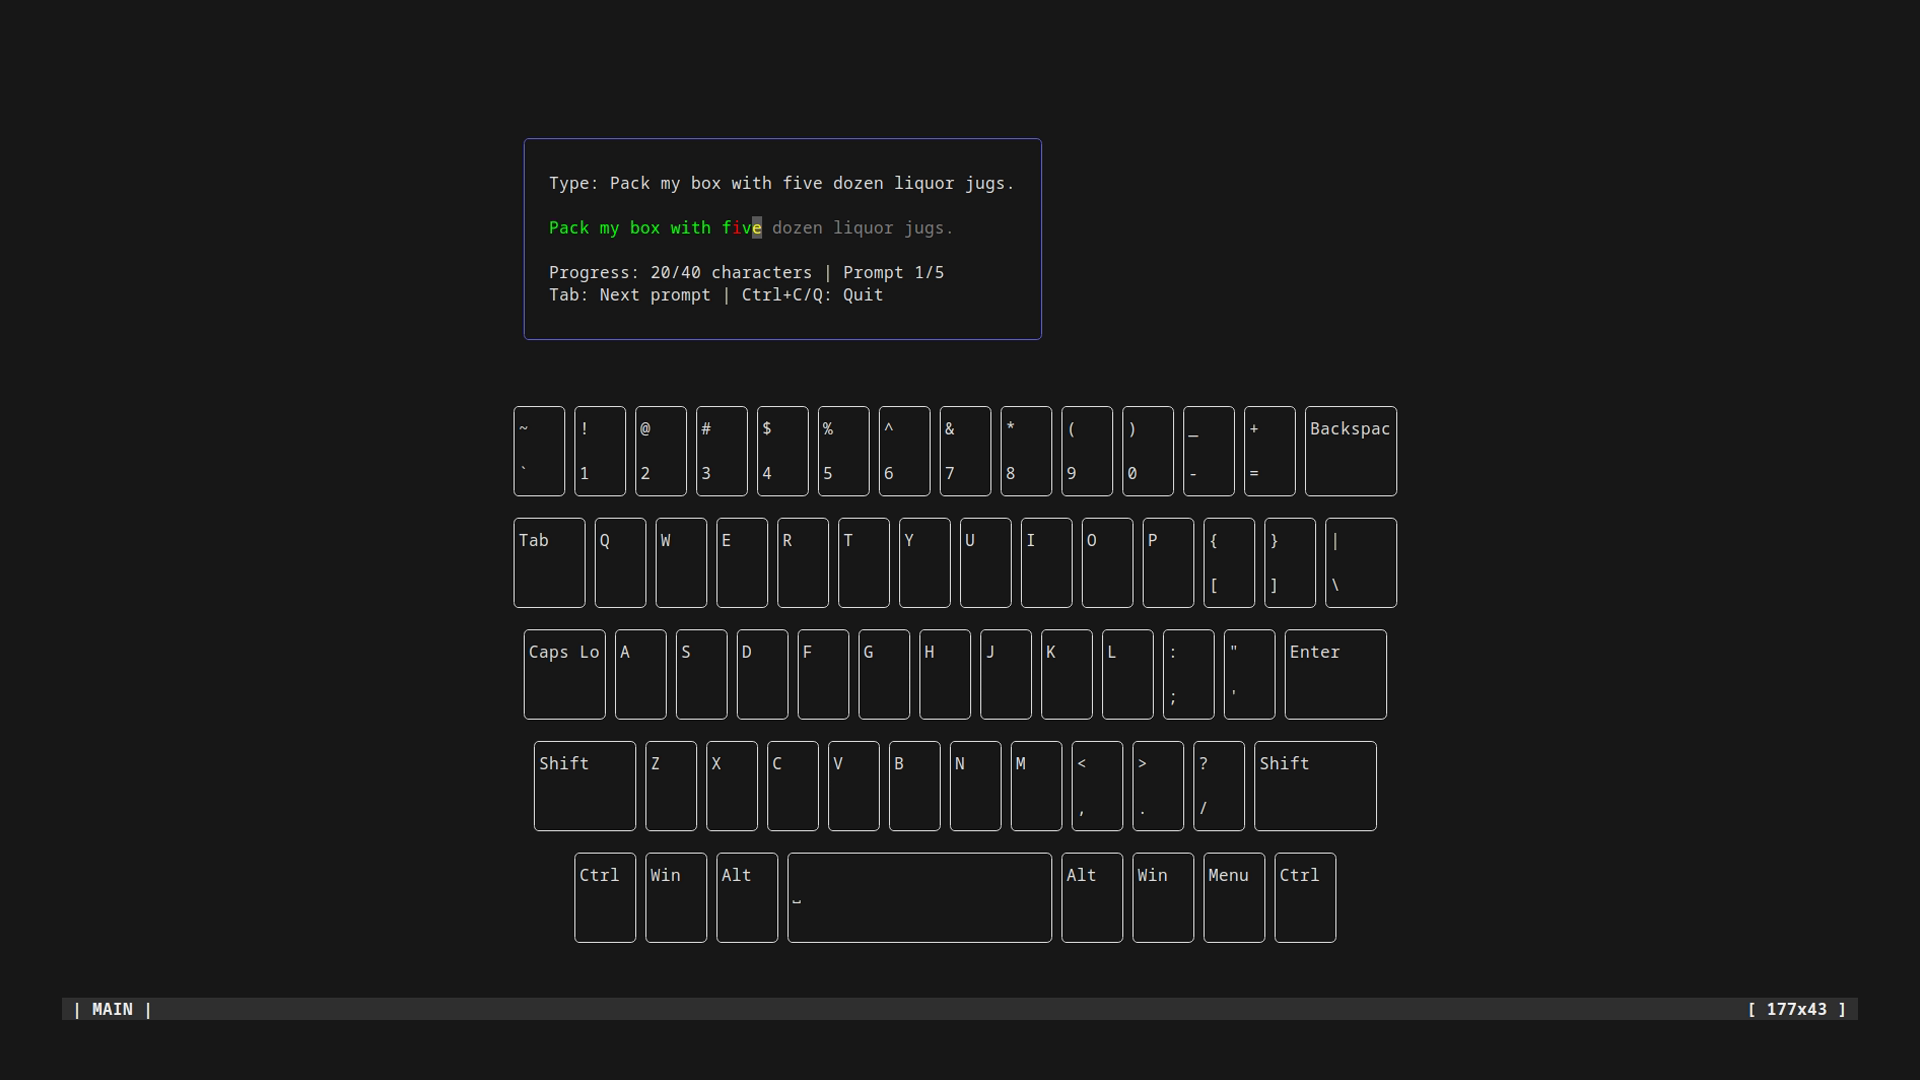 Type: Pack my box with five dozen liquor jugs.
Pack my box with five dozen liquor jugs.
Progress: 20/40 characters | Prompt 1/5
Tab: Next prompt | Ctrl+C/Q: Quit
~ ! @ # $ % ^ & * ( ) _ + Backspac
` 1 2 3 4 5 6 7 8 9 0 - =
Tab Q W E R T Y U I O P { } |
[ ] \
Caps Lo A S D F G H J K L : " Enter
; '
Shift Z X C V B N M < > ? Shift
, . /
Ctrl Win Alt Alt Win Menu Ctrl
␣
| MAIN | [ 177x43 ]